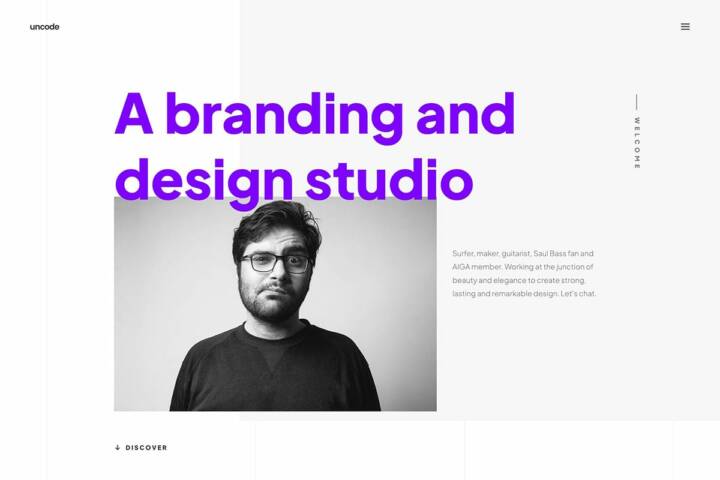 uncode
A branding and
design studio
WELCOME
Surfer, maker, guitarist, Saul Bass fan and
AIGA member. Working at the junction of
beauty and elegance to create strong,
lasting and remarkable design. Let's chat.
DISCOVER